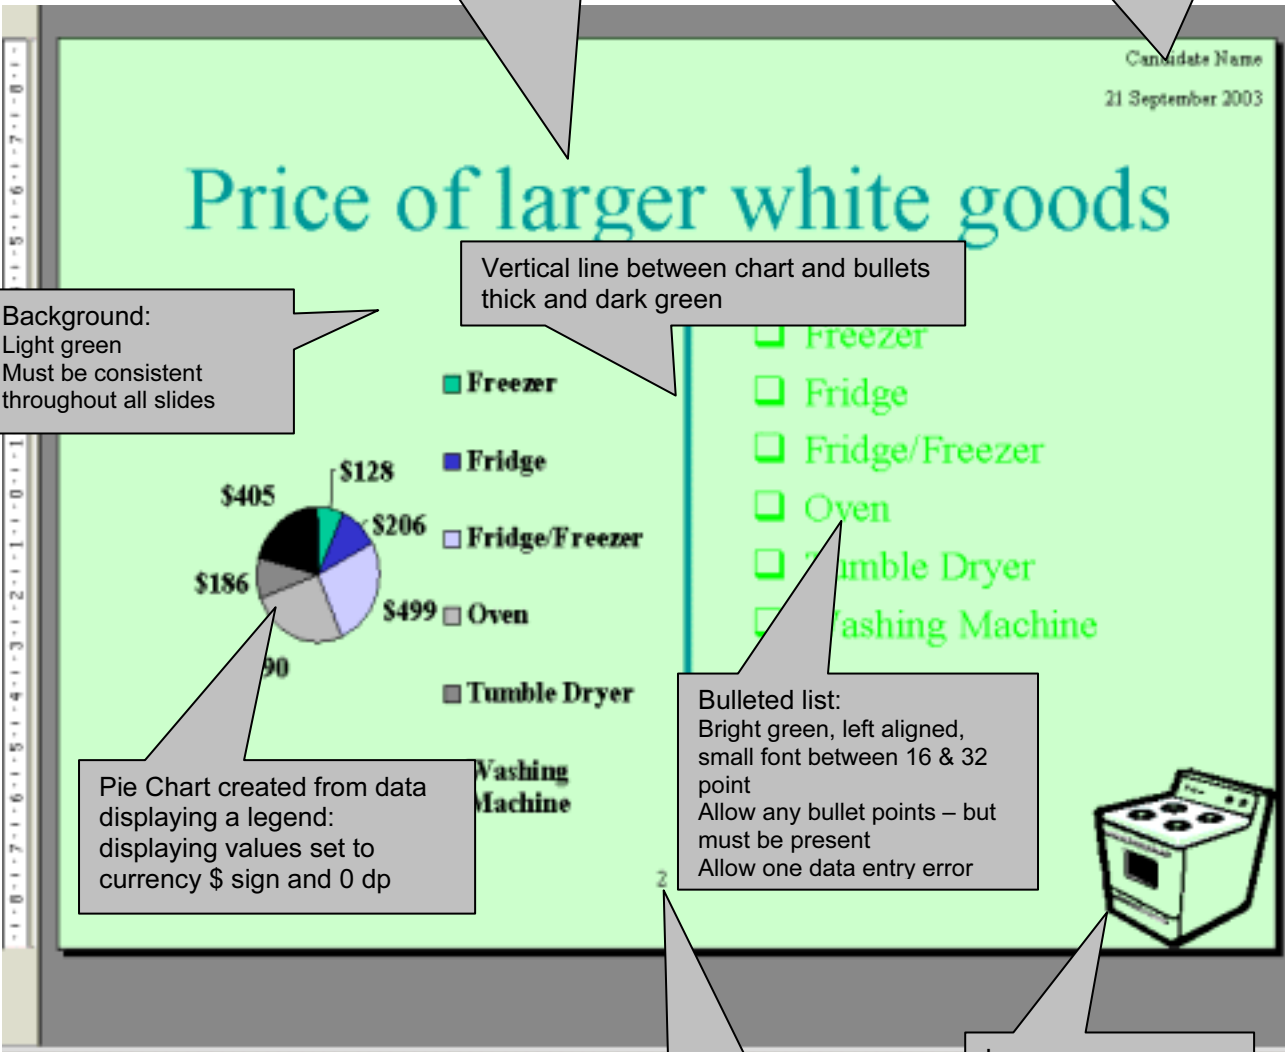 Candidate Name
21 September 2003
Price of larger white goods
Vertical line between chart and bullets
thick and dark green
Background:
Light green
Must be consistent
throughout all slides
Freezer
Fridge
Fridge/Freezer
Oven
Tumble Dryer
Washing
Machine
$128
$206
$499
90
$186
$405
Freezer
Fridge
Fridge/Freezer
Oven
umble Dryer
ashing Machine
Pie Chart created from data
displaying a legend:
displaying values set to
currency $ sign and 0 dp
Bulleted list:
Bright green, left aligned,
small font between 16 & 32
point
Allow any bullet points – but
must be present
Allow one data entry error
2